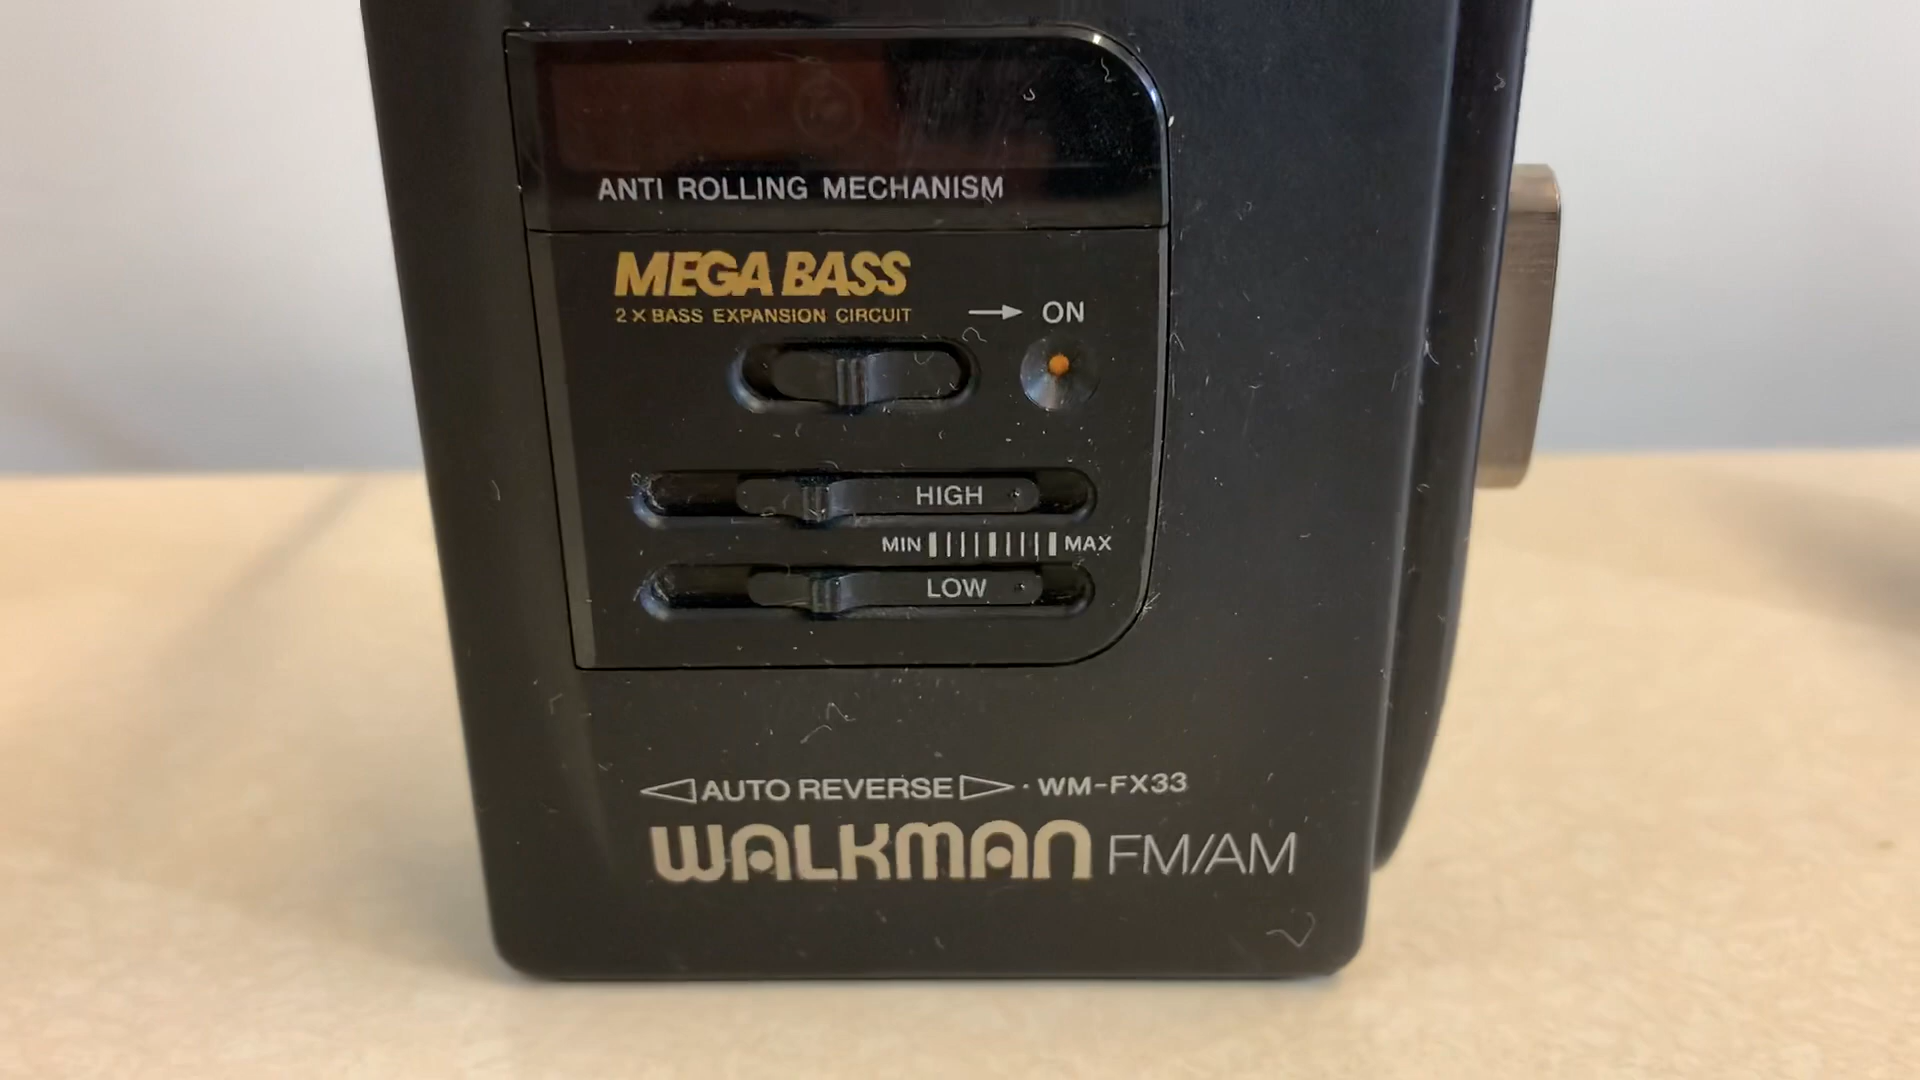 ANTI ROLLING MECHANISM
MEGA BASS
2 X BASS EXPANSION CIRCUIT
ON
HIGH
MIN MAX
LOW
AUTO REVERSE · WM-FX33
WALKMAN FM/AM